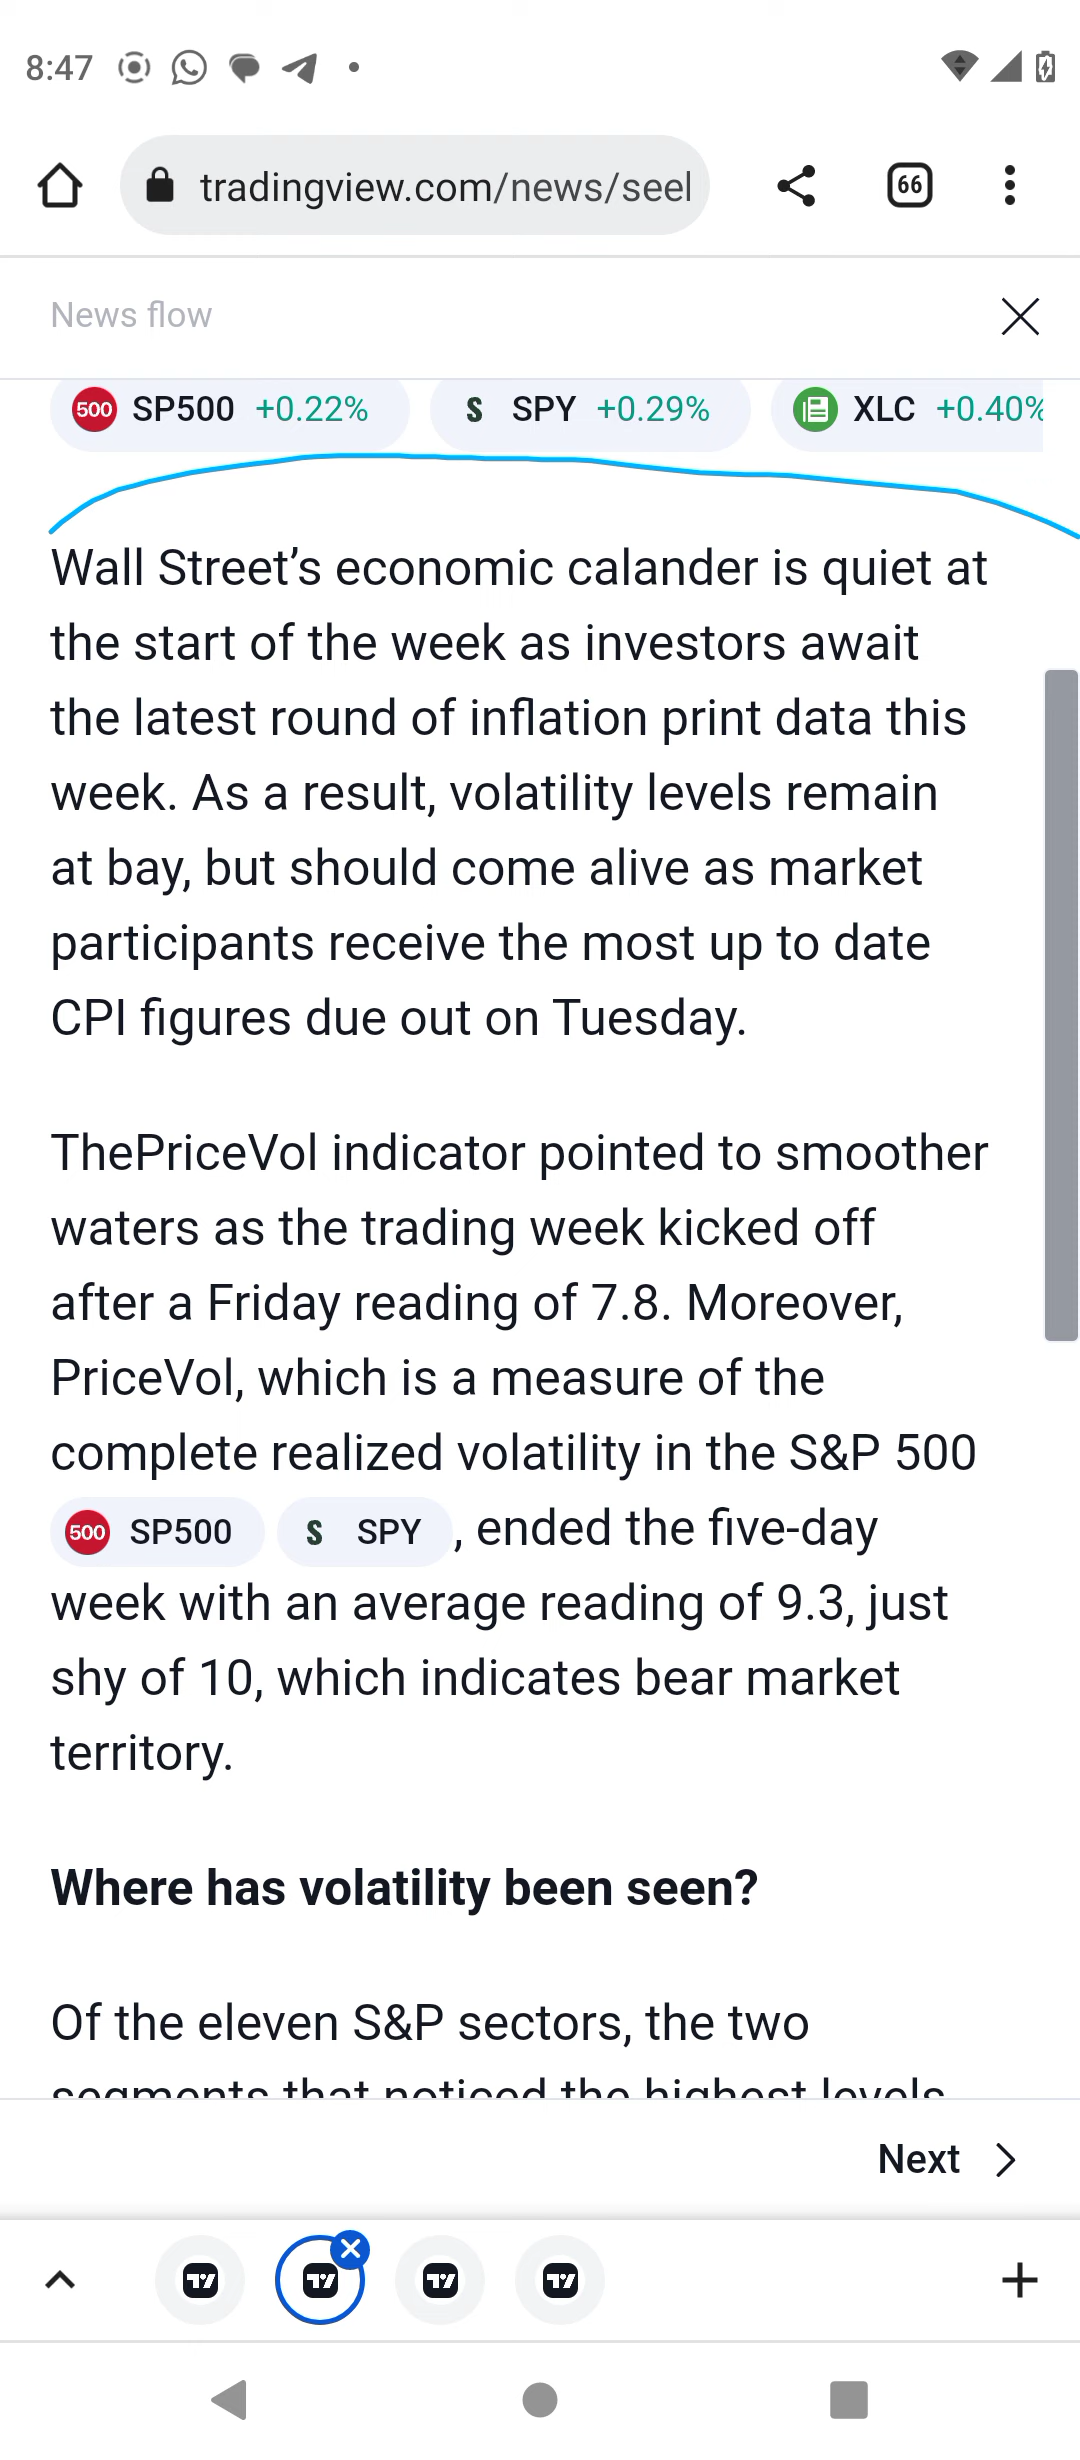 8:47
tradingview.com/news/seel
66
News flow
500 SP500 +0.22% S SPY +0.29% XLC +0.40%
Wall Street’s economic calander is quiet at
the start of the week as investors await
the latest round of inflation print data this
week. As a result, volatility levels remain
at bay, but should come alive as market
participants receive the most up to date
CPI figures due out on Tuesday.
ThePriceVol indicator pointed to smoother
waters as the trading week kicked off
after a Friday reading of 7.8. Moreover,
PriceVol, which is a measure of the
complete realized volatility in the S&P 500
500 SP500 S SPY , ended the five-day
week with an average reading of 9.3, just
shy of 10, which indicates bear market
territory.
Where has volatility been seen?
Of the eleven S&P sectors, the two
segments that noticed the highest levels
Next